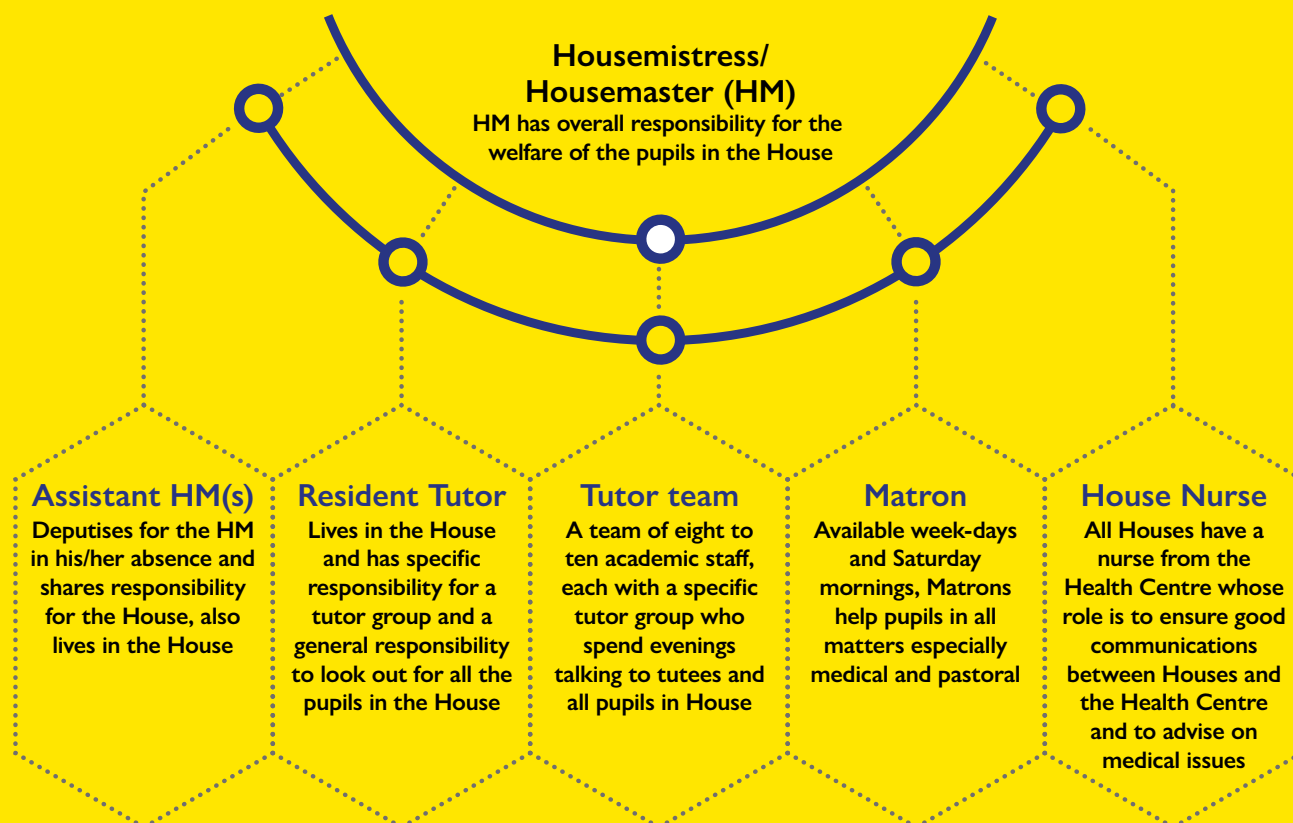 Housemistress/
Housemaster (HM)
HM has overall responsibility for the
welfare of the pupils in the House
Assistant HM(s)
Deputises for the HM
in his/her absence and
shares responsibility
for the House, also
lives in the House
Resident Tutor
Lives in the House
and has specific
responsibility for a
tutor group and a
general responsibility
to look out for all the
pupils in the House
Tutor team
A team of eight to
ten academic staff,
each with a specific
tutor group who
spend evenings
talking to tutees and
all pupils in House
Matron
Available week-days
and Saturday
mornings, Matrons
help pupils in all
matters especially
medical and pastoral
House Nurse
All Houses have a
nurse from the
Health Centre whose
role is to ensure good
communications
between Houses and
the Health Centre
and to advise on
medical issues